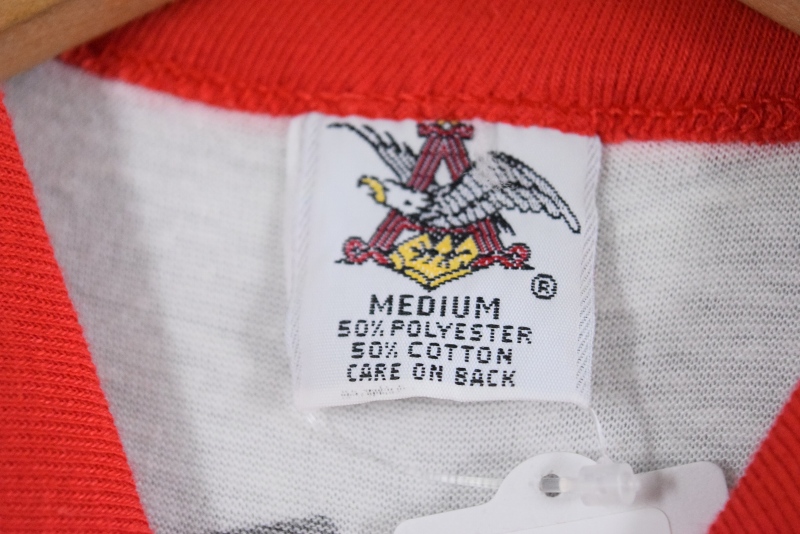 ®
MEDIUM
50% POLYESTER
50% COTTON
CARE ON BACK